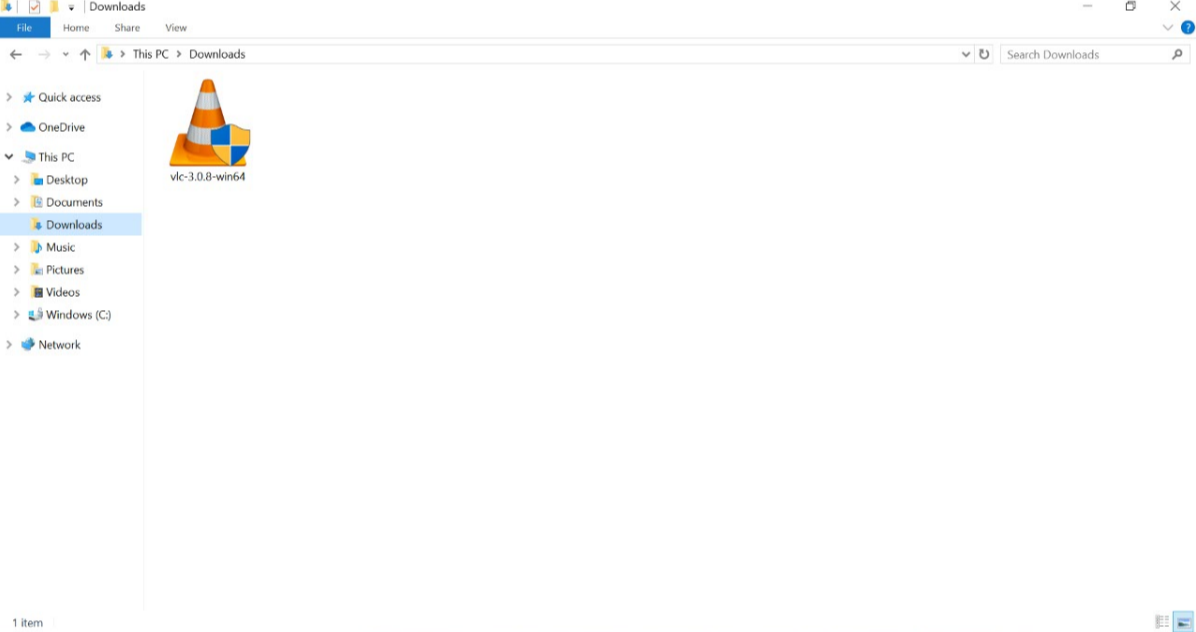 Downloads
File Home Share View
This PC Downloads
Search Downloads
Quick access
OneDrive
This PC
Desktop
Documents
Downloads
Music
Pictures
Videos
Windows (C:)
Network
vlc-3.0.8-win64
1 item